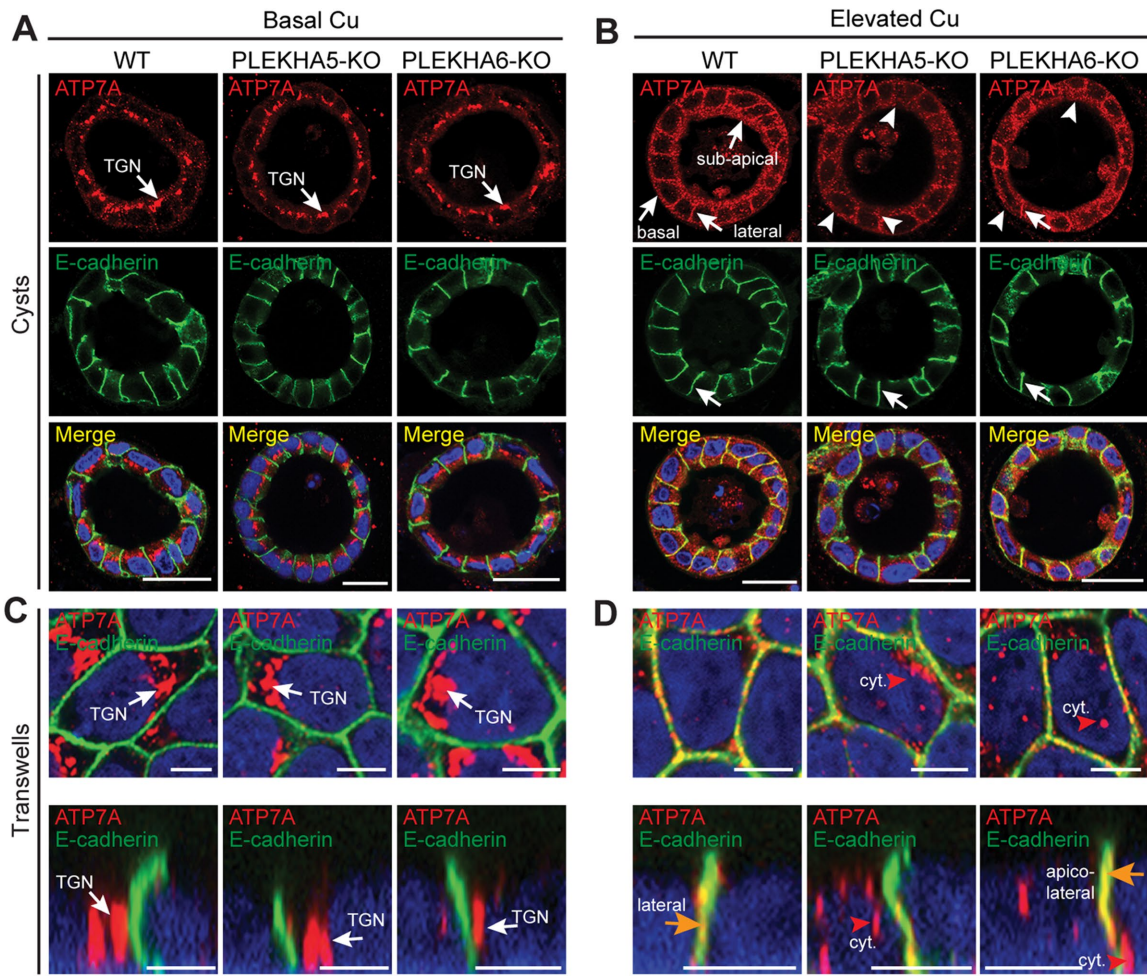 A
Basal Cu
WT
PLEKHA5-KO
PLEKHA6-KO
B
Elevated Cu
WT
PLEKHA5-KO
PLEKHA6-KO
Cysts
ATP7A
TGN
ATP7A
TGN
ATP7A
TGN
ATP7A
sub-apical
basal
lateral
ATP7A
ATP7A
E-cadherin
E-cadherin
E-cadherin
E-cadherin
E-cadherin
E-cadherin
Merge
Merge
Merge
Merge
Merge
Merge
Transwells
C
ATP7A
E-cadherin
TGN
ATP7A
E-cadherin
TGN
ATP7A
E-cadherin
TGN
D
ATP7A
E-cadherin
ATP7A
E-cadherin
cyt.
ATP7A
E-cadherin
cyt.
ATP7A
E-cadherin
TGN
ATP7A
E-cadherin
TGN
ATP7A
E-cadherin
TGN
ATP7A
E-cadherin
lateral
ATP7A
E-cadherin
cyt.
ATP7A
E-cadherin
apico-
lateral
cyt.